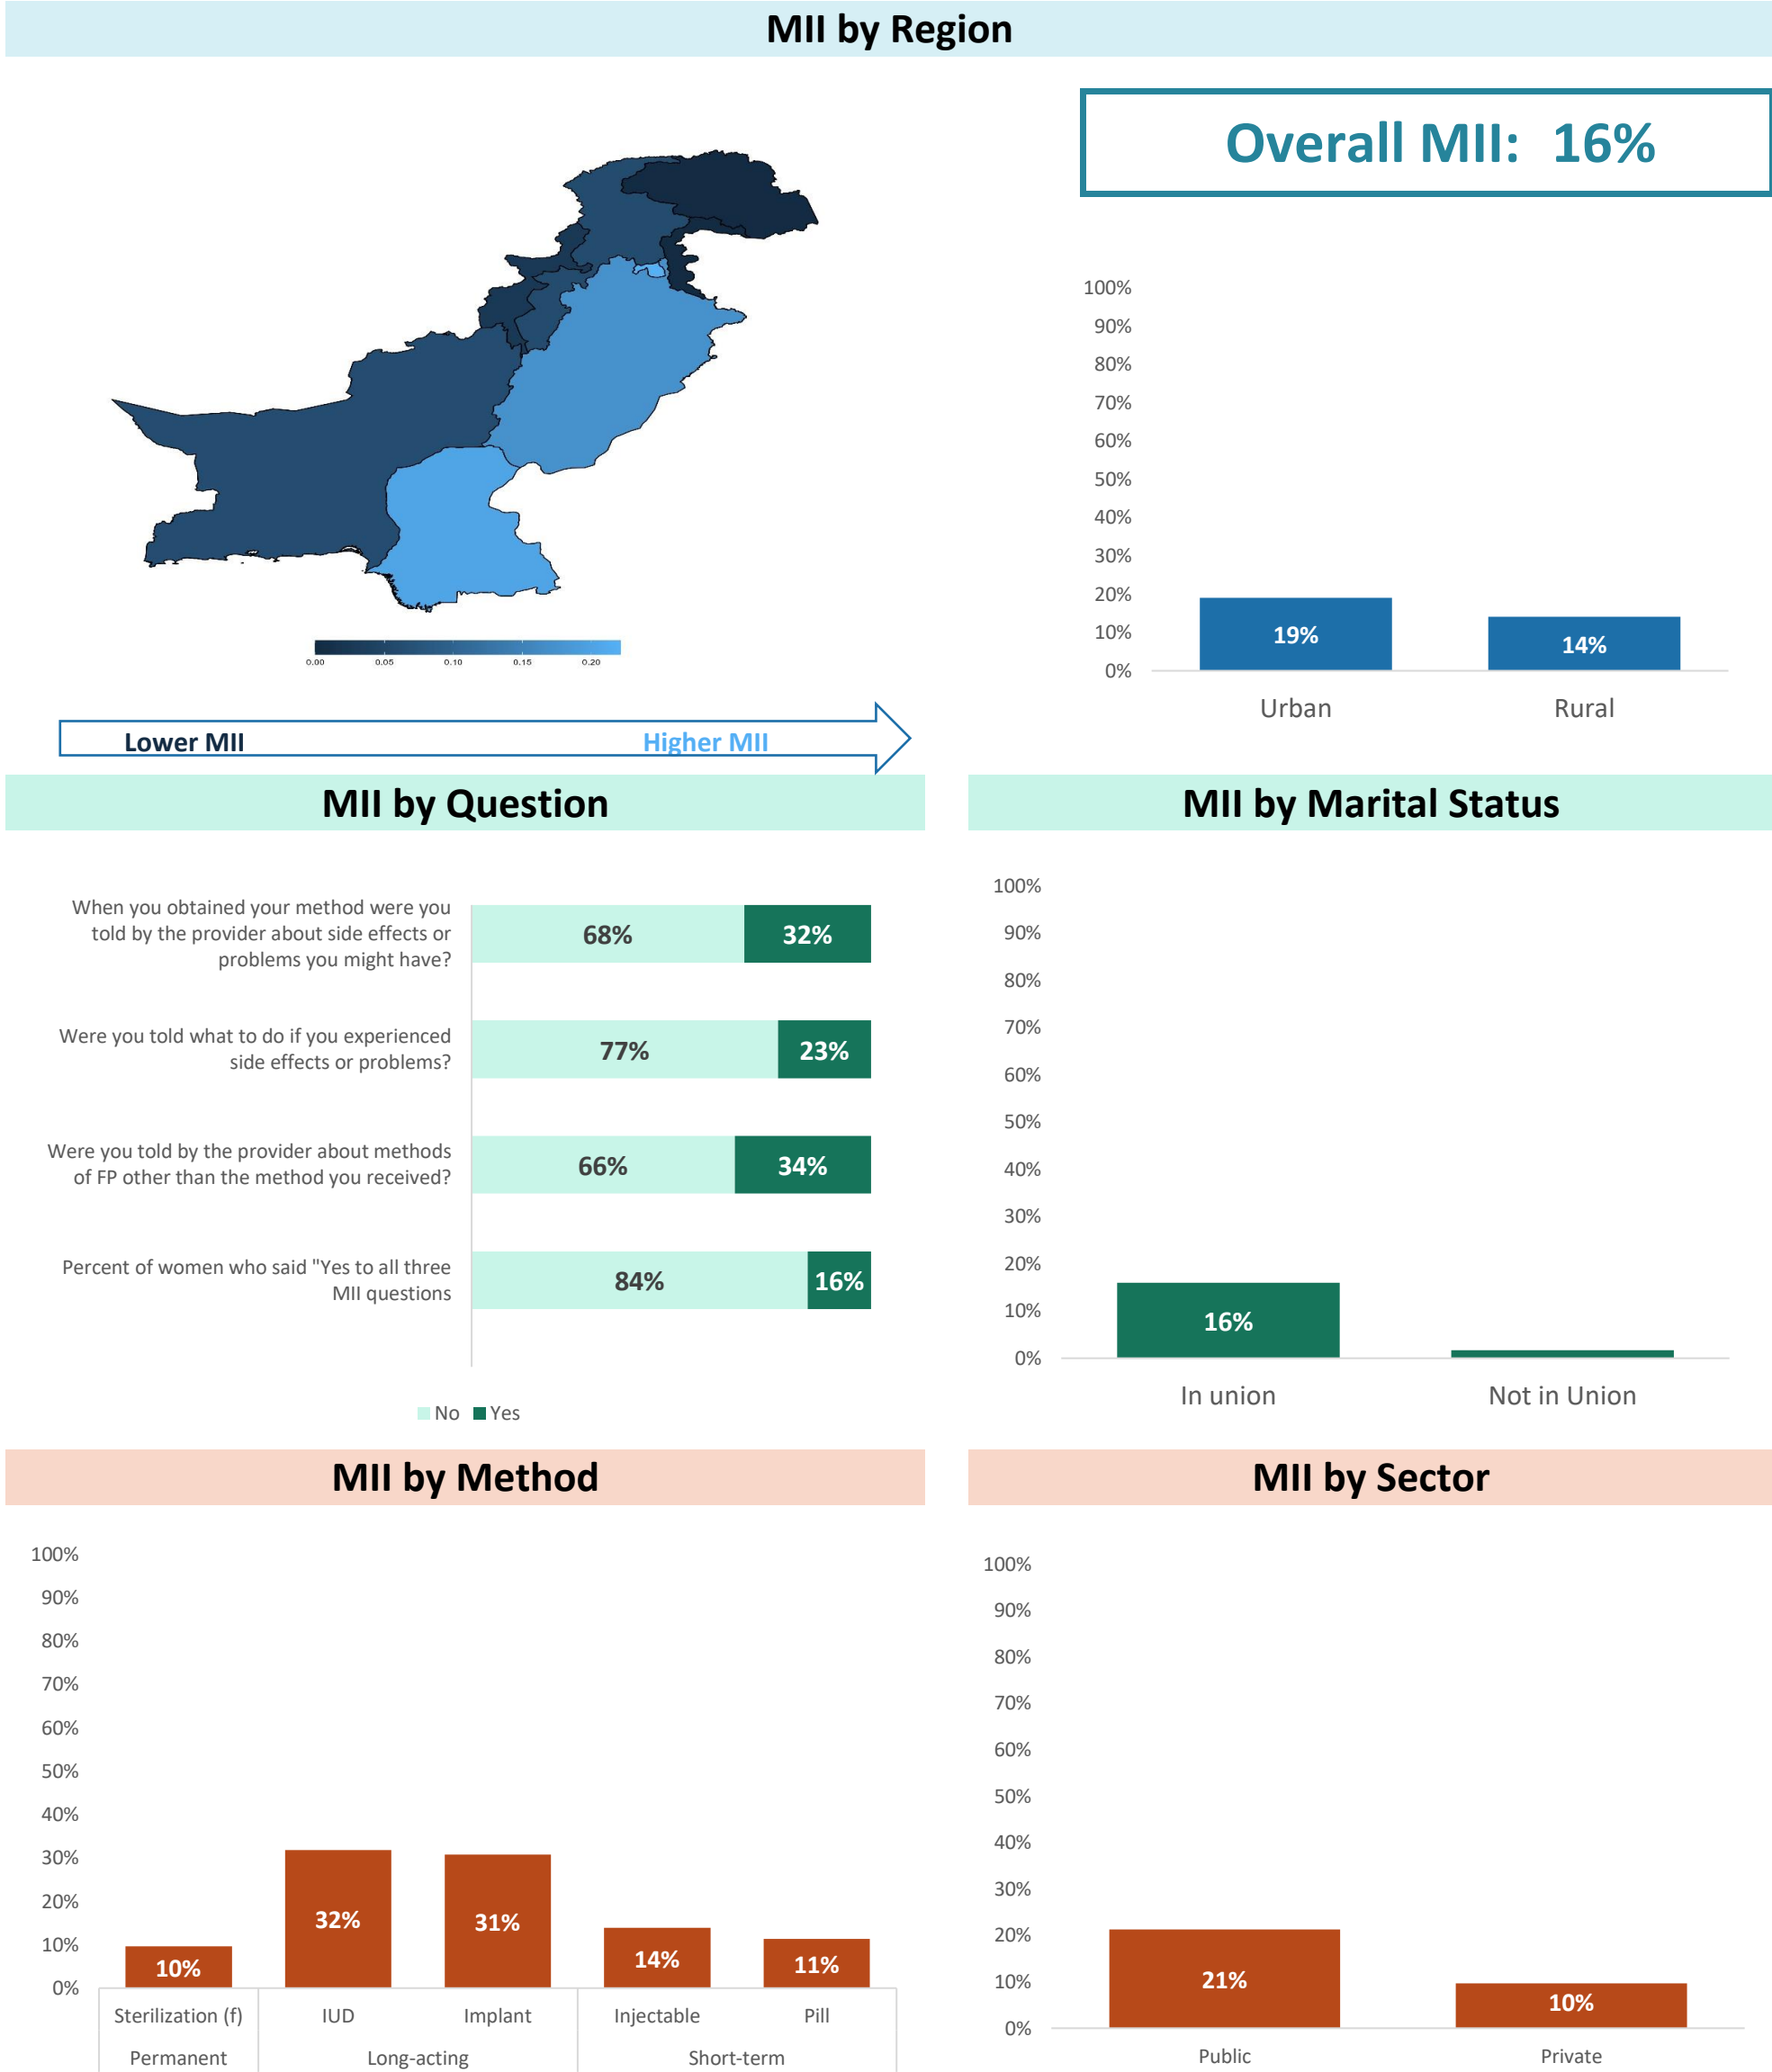 MII by Region
Overall MII: 16%
0.00 0.05 0.10 0.15 0.20
Lower MII Higher MII
100%
90%
80%
70%
60%
50%
40%
30%
20%
10%
0%
19% 14%
Urban Rural
MII by Question
When you obtained your method were you
told by the provider about side effects or
problems you might have?
68% 32%
Were you told what to do if you experienced
side effects or problems?
77% 23%
Were you told by the provider about methods
of FP other than the method you received?
66% 34%
Percent of women who said "Yes to all three
MII questions
84% 16%
No Yes
MII by Marital Status
100%
90%
80%
70%
60%
50%
40%
30%
20%
10%
0%
16%
In union Not in Union
MII by Method
100%
90%
80%
70%
60%
50%
40%
30%
20%
10%
0%
10% 32% 31% 14% 11%
Sterilization (f) IUD Implant Injectable Pill
Permanent Long-acting Short-term
MII by Sector
100%
90%
80%
70%
60%
50%
40%
30%
20%
10%
0%
21% 10%
Public Private